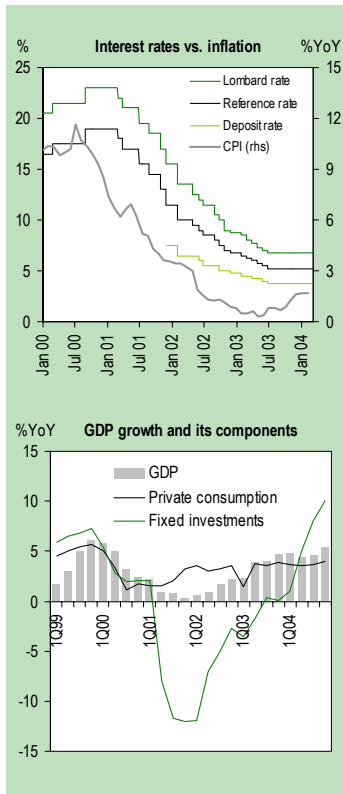 % Interest rates vs. inflation %YoY
25 15
Lombard rate
Reference rate
20 12
Deposit rate
CPI (rhs)
15 9
10 6
5 3
0 0
Jan 00 Jul 00 Jan 01 Jul 01 Jan 02 Jul 02 Jan 03 Jul 03 Jan 04
%YoY GDP growth and its components
15
GDP
Private consumption
10
Fixed investments
5
0
1Q99 1Q00 1Q01 1Q02 1Q03 1Q04
-5
-10
-15